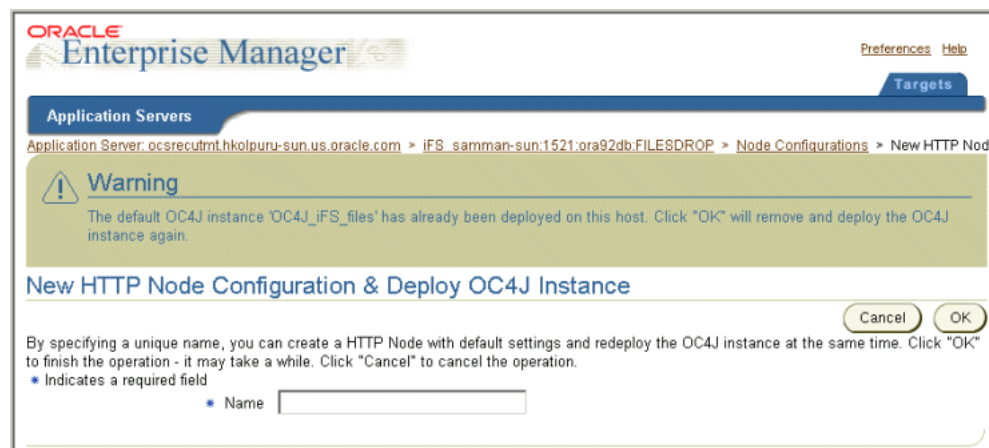 ORACLE
Enterprise Manager
Preferences Help
Targets
Application Servers
Application Server: ocsrecutmt.hkolpuru-sun.us.oracle.com > iFS_samman-sun:1521:ora92db:FILESDROP > Node Configurations > New HTTP Nod
Warning
The default OC4J instance 'OC4J_iFS_files' has already been deployed on this host. Click "OK" will remove and deploy the OC4J
instance again.
New HTTP Node Configuration & Deploy OC4J Instance
Cancel OK
By specifying a unique name, you can create a HTTP Node with default settings and redeploy the OC4J instance at the same time. Click "OK"
to finish the operation - it may take a while. Click "Cancel" to cancel the operation.
* Indicates a required field
* Name